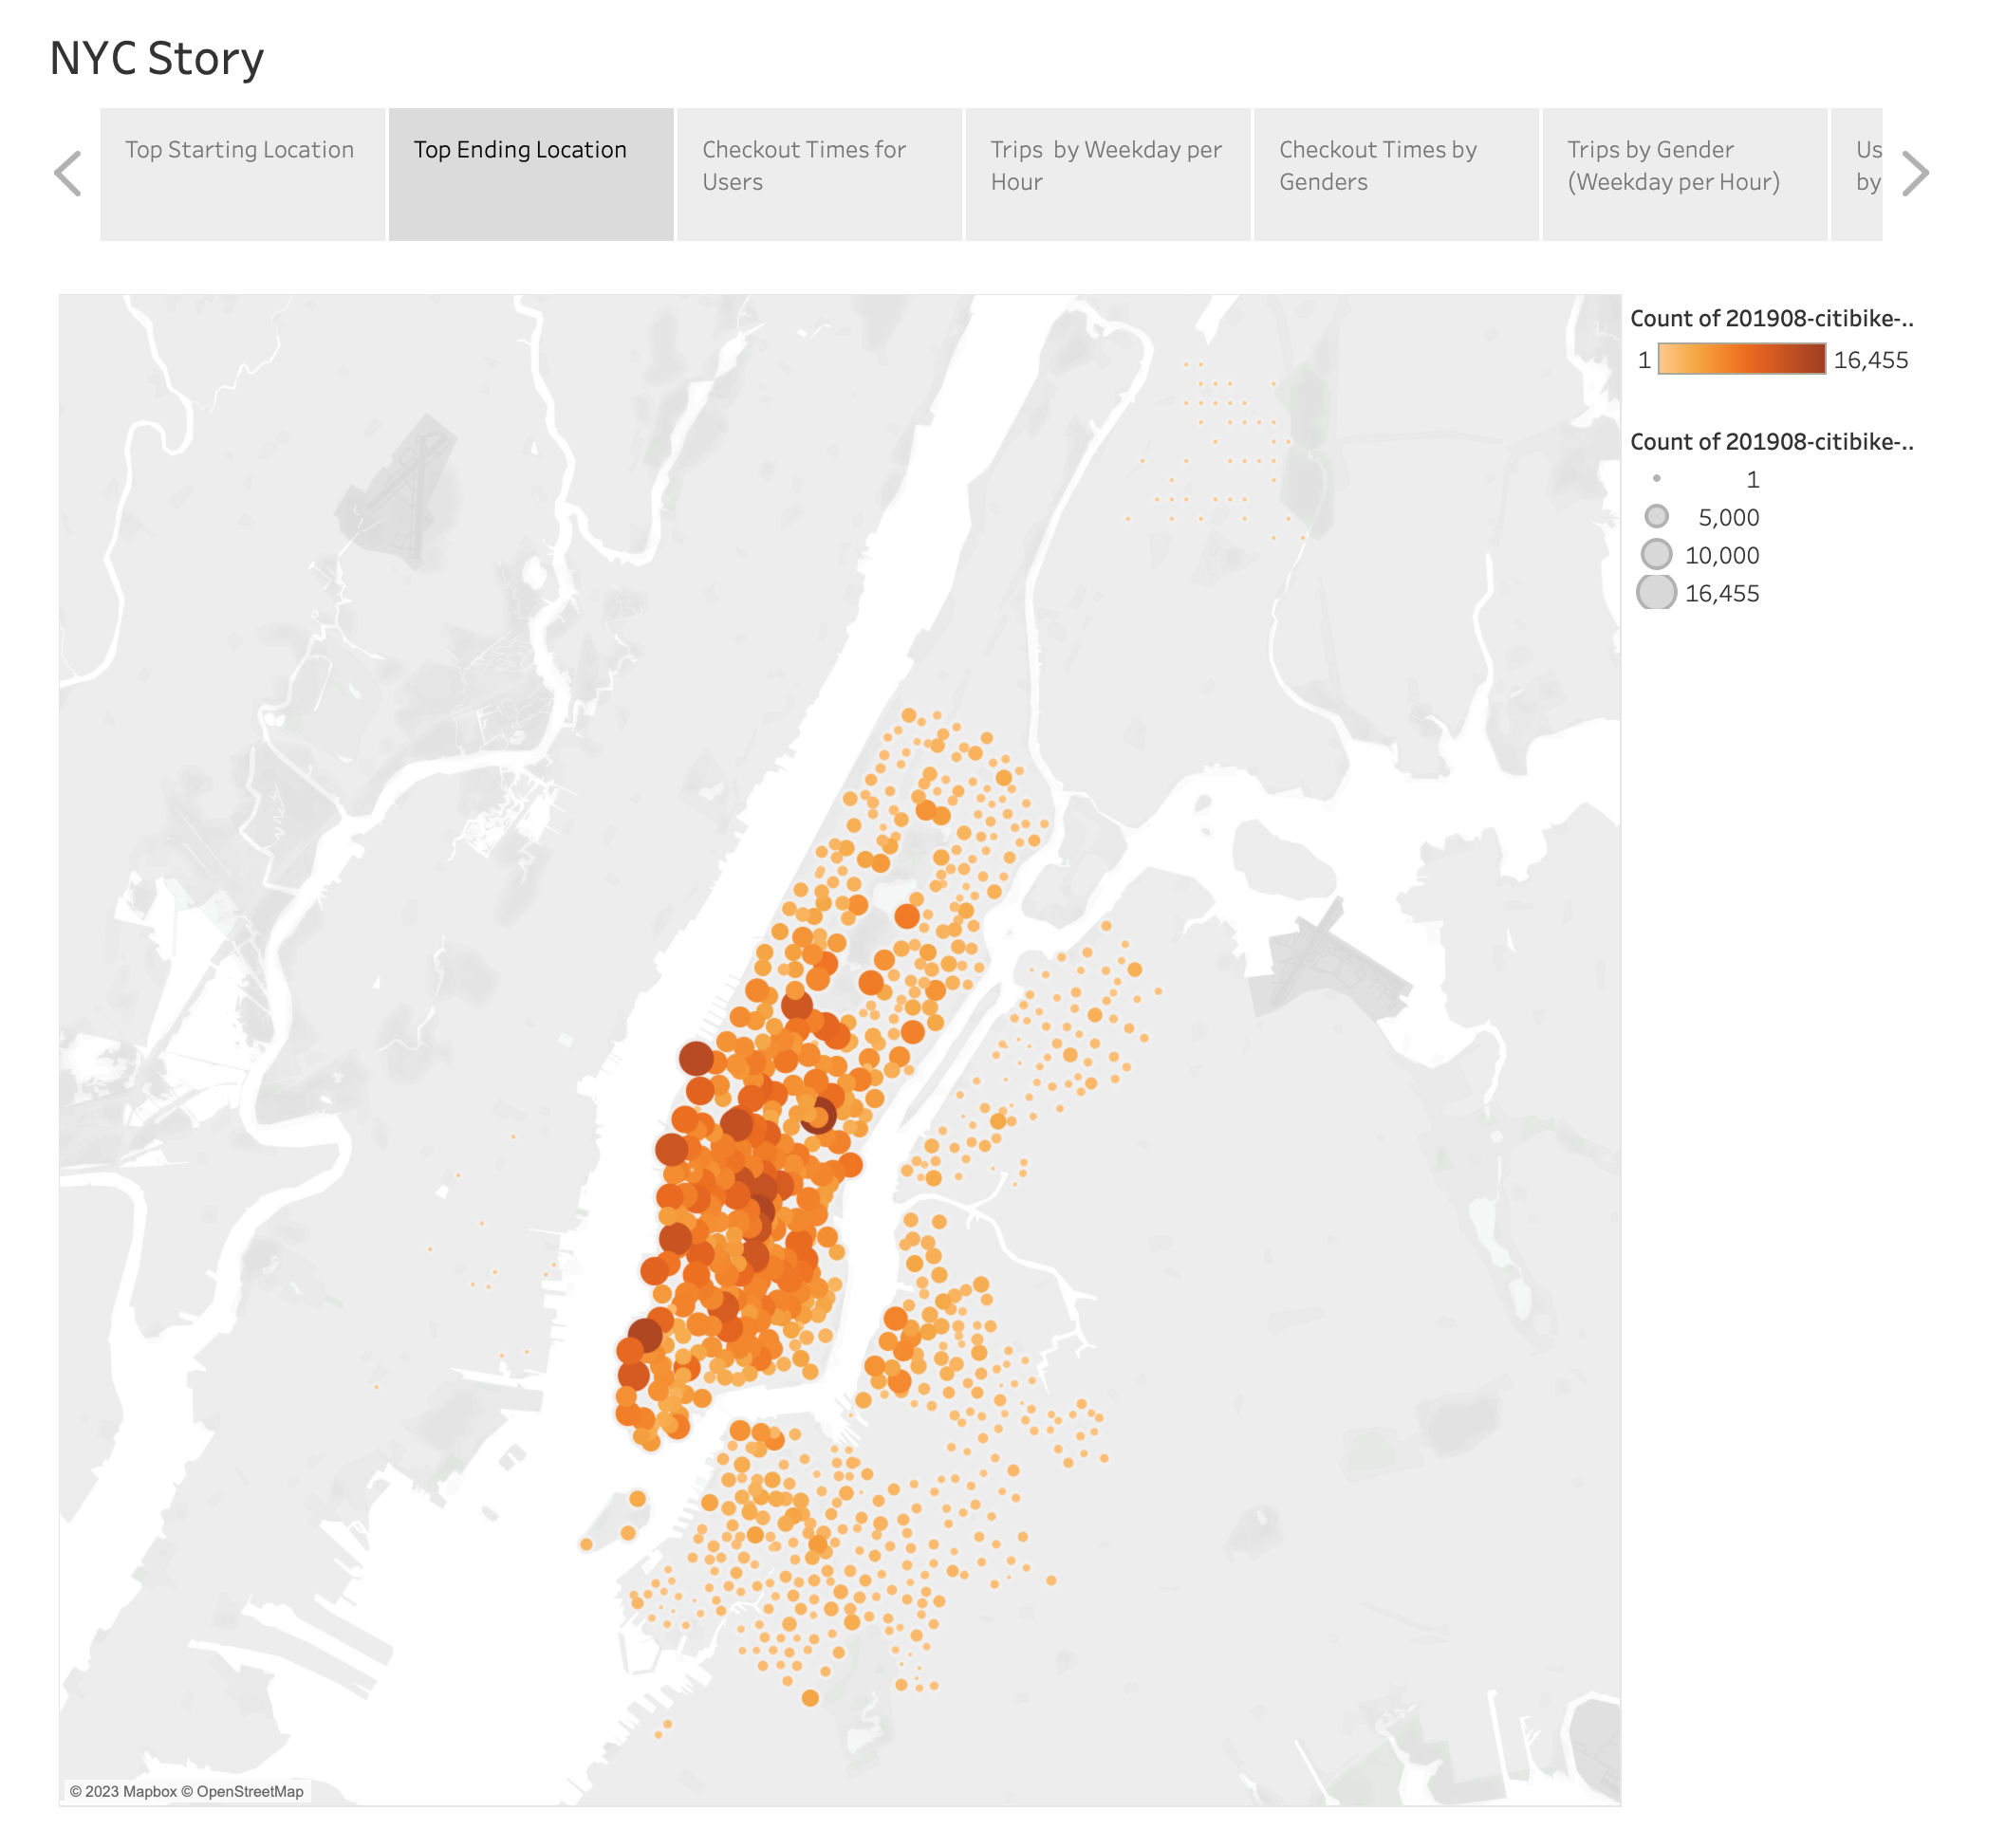 NYC Story
Top Starting Location
Top Ending Location
Checkout Times for
Users
Trips by Weekday per
Hour
Checkout Times by
Genders
Trips by Gender
(Weekday per Hour)
Us
by
Count of 201908-citibike-..
1
16,455
Count of 201908-citibike-..
1
5,000
10,000
16,455
© 2023 Mapbox © OpenStreetMap